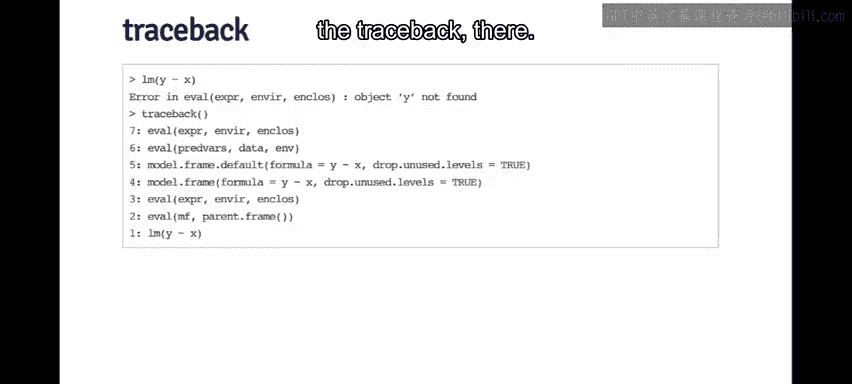 traceback
the traceback, there.
> lm(y ~ x)
Error in eval(expr, envir, enclos) : object 'y' not found
> traceback()
7: eval(expr, envir, enclos)
6: eval(predvars, data, env)
5: model.frame.default(formula = y ~ x, drop.unused.levels = TRUE)
4: model.frame(formula = y ~ x, drop.unused.levels = TRUE)
3: eval(expr, envir, enclos)
2: eval(mf, parent.frame())
1: lm(y ~ x)